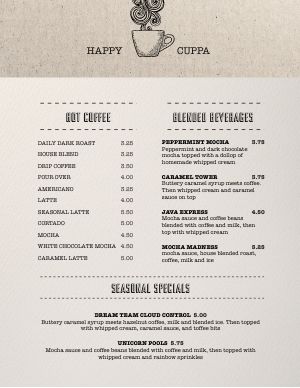 HAPPY CUPPA
HOT COFFEE
DAILY DARK ROAST 3.25
HOUSE BLEND 3.25
DRIP COFFEE 3.50
POUR OVER 4.00
AMERICANO 3.25
LATTE 4.00
SEASONAL LATTE 5.50
CORTADO 5.00
MOCHA 4.50
WHITE CHOCOLATE MOCHA 4.50
CARAMEL LATTE 5.00
BLENDED BEVERAGES
PEPPERMINT MOCHA 5.75
Peppermint and dark chocolate
mocha topped with a dollop of
homemade whipped cream
CARAMEL TOWER 5.75
Buttery caramel syrup meets coffee.
Then whipped cream and caramel
sauce on top
JAVA EXPRESS 4.50
Mocha sauce and coffee beans
blended with coffee and milk, then
top with whipped cream
MOCHA MADNESS 5.25
mocha sauce, house blended roast,
coffee, milk and ice
SEASONAL SPECIALS
DREAM TEAM CLOUD CONTROL 5.00
Buttery caramel syrup meets hazelnut coffee, milk and blended ice. Then topped
with whipped cream, caramel sauce, and toffee bits
UNICORN POOLS 5.75
Mocha sauce and coffee beans blended with coffee and milk, then topped with
whipped cream and rainbow sprinkles